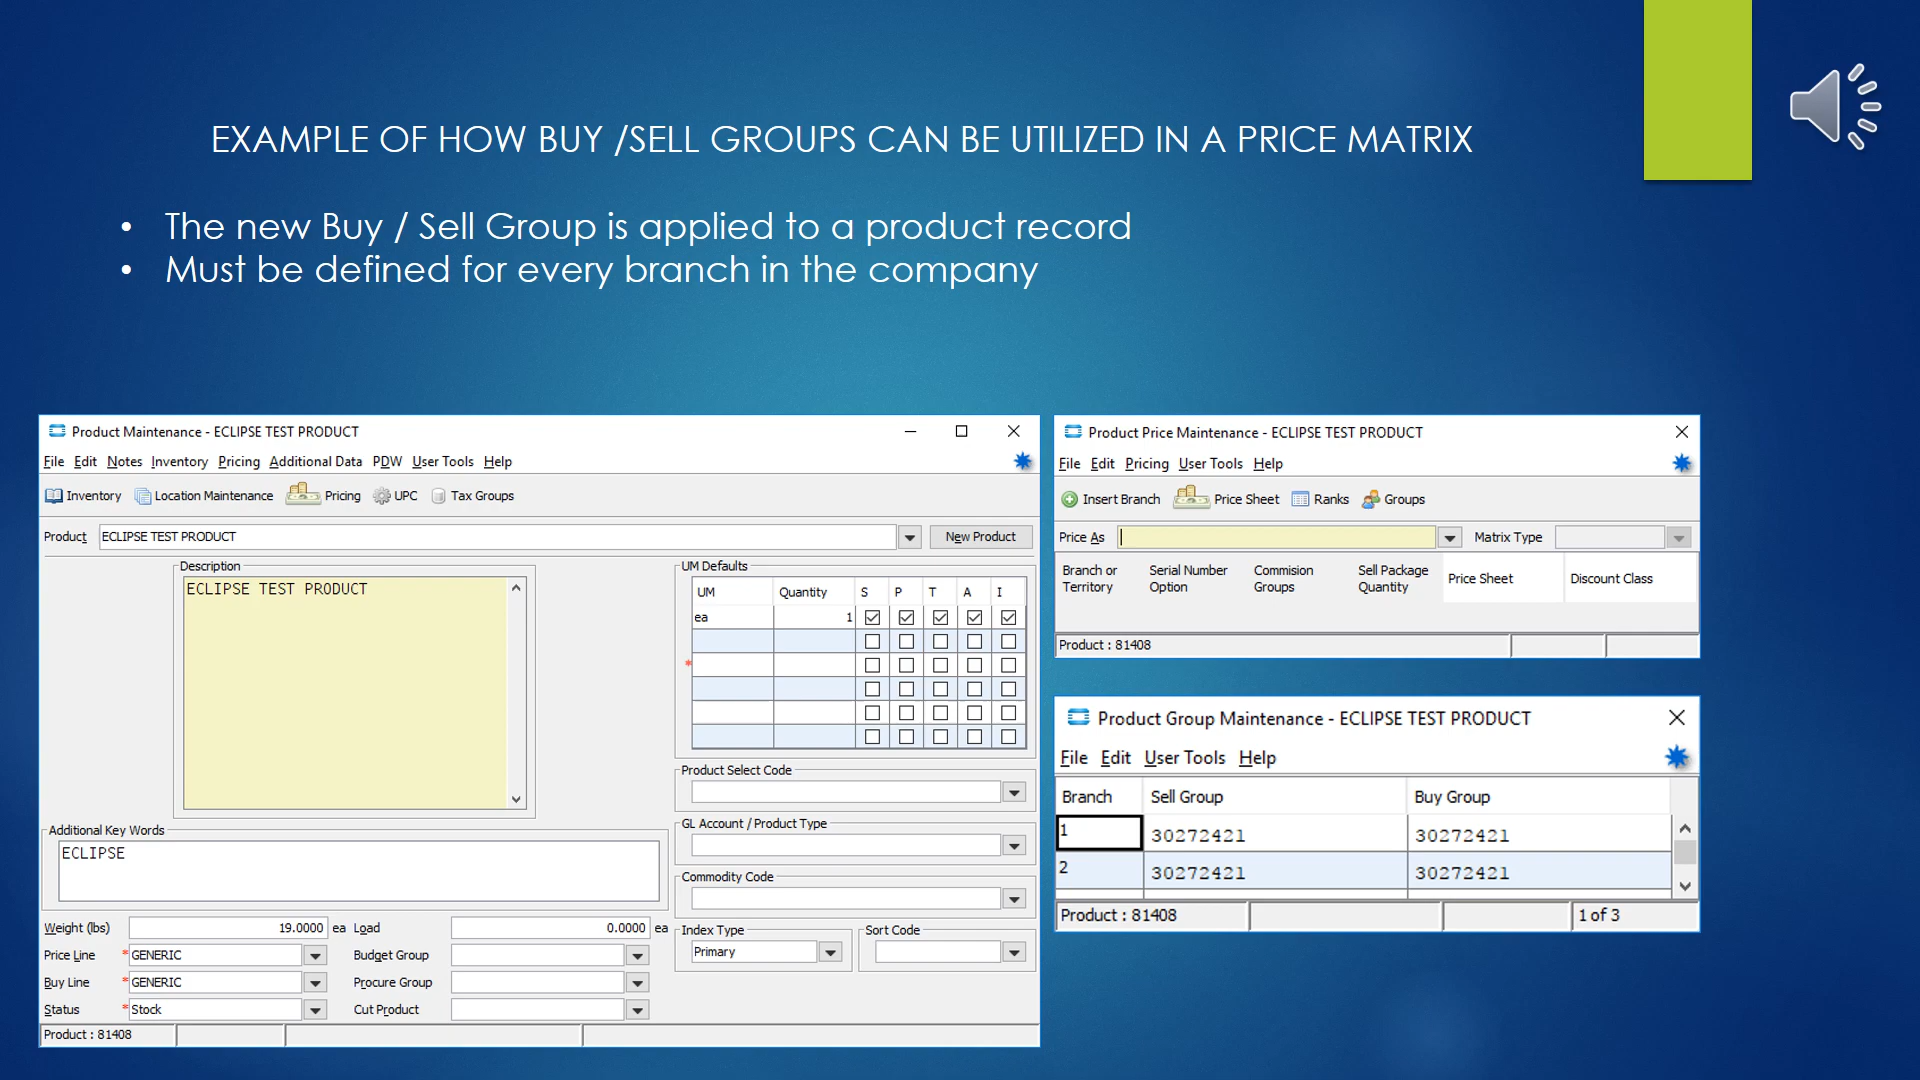 EXAMPLE OF HOW BUY /SELL GROUPS CAN BE UTILIZED IN A PRICE MATRIX
• The new Buy / Sell Group is applied to a product record
• Must be defined for every branch in the company
Product Maintenance - ECLIPSE TEST PRODUCT
File Edit Notes Inventory Pricing Additional Data PDW User Tools Help
Inventory Location Maintenance Pricing UPC Tax Groups
Product ECLIPSE TEST PRODUCT New Product
Description
ECLIPSE TEST PRODUCT
UM Defaults
UM Quantity S P T A I
ea 1
*
Product Select Code
GL Account / Product Type
Commodity Code
Index Type Sort Code
Primary
Additional Key Words
ECLIPSE
Weight (lbs) 19.0000 ea Load 0.0000 ea
Price Line * GENERIC Budget Group
Buy Line * GENERIC Procure Group
Status * Stock Cut Product
Product : 81408
Product Price Maintenance - ECLIPSE TEST PRODUCT
File Edit Pricing User Tools Help
Insert Branch Price Sheet Ranks Groups
Price As Matrix Type
Branch or Territory Serial Number Option Commision Groups Sell Package Quantity Price Sheet Discount Class
Product : 81408
Product Group Maintenance - ECLIPSE TEST PRODUCT
File Edit User Tools Help
Branch Sell Group Buy Group
1 30272421 30272421
2 30272421 30272421
Product : 81408 1 of 3